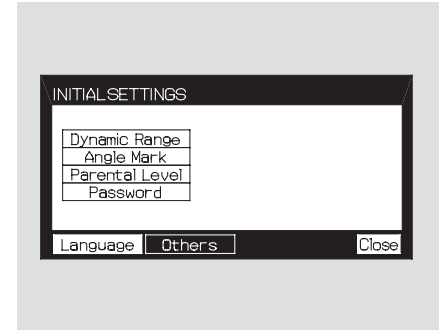 INITIALSETTINGS
Dynamic Range
Angle Mark
Parental Level
Password
Language Others Close